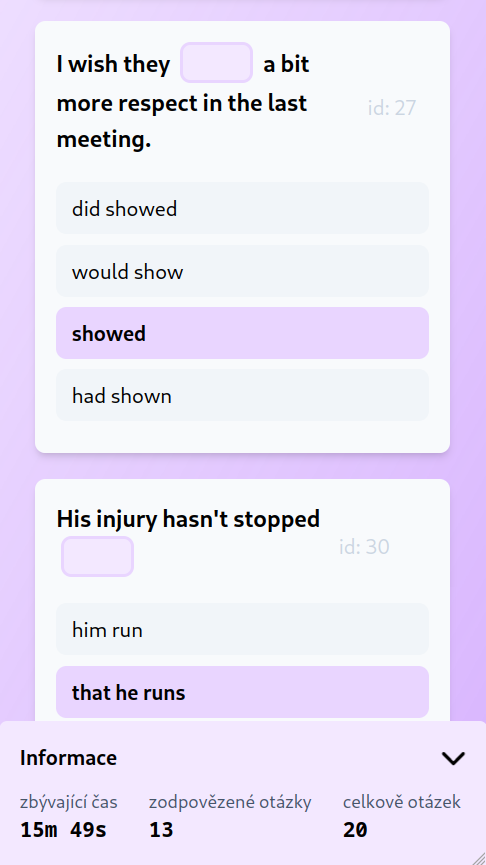 I wish they a bit
more respect in the last
meeting.
id: 27
did showed
would show
showed
had shown
His injury hasn't stopped
id: 30
him run
that he runs
Informace
zbývající čas zodpovězené otázky celkově otázek
15m 49s 13 20